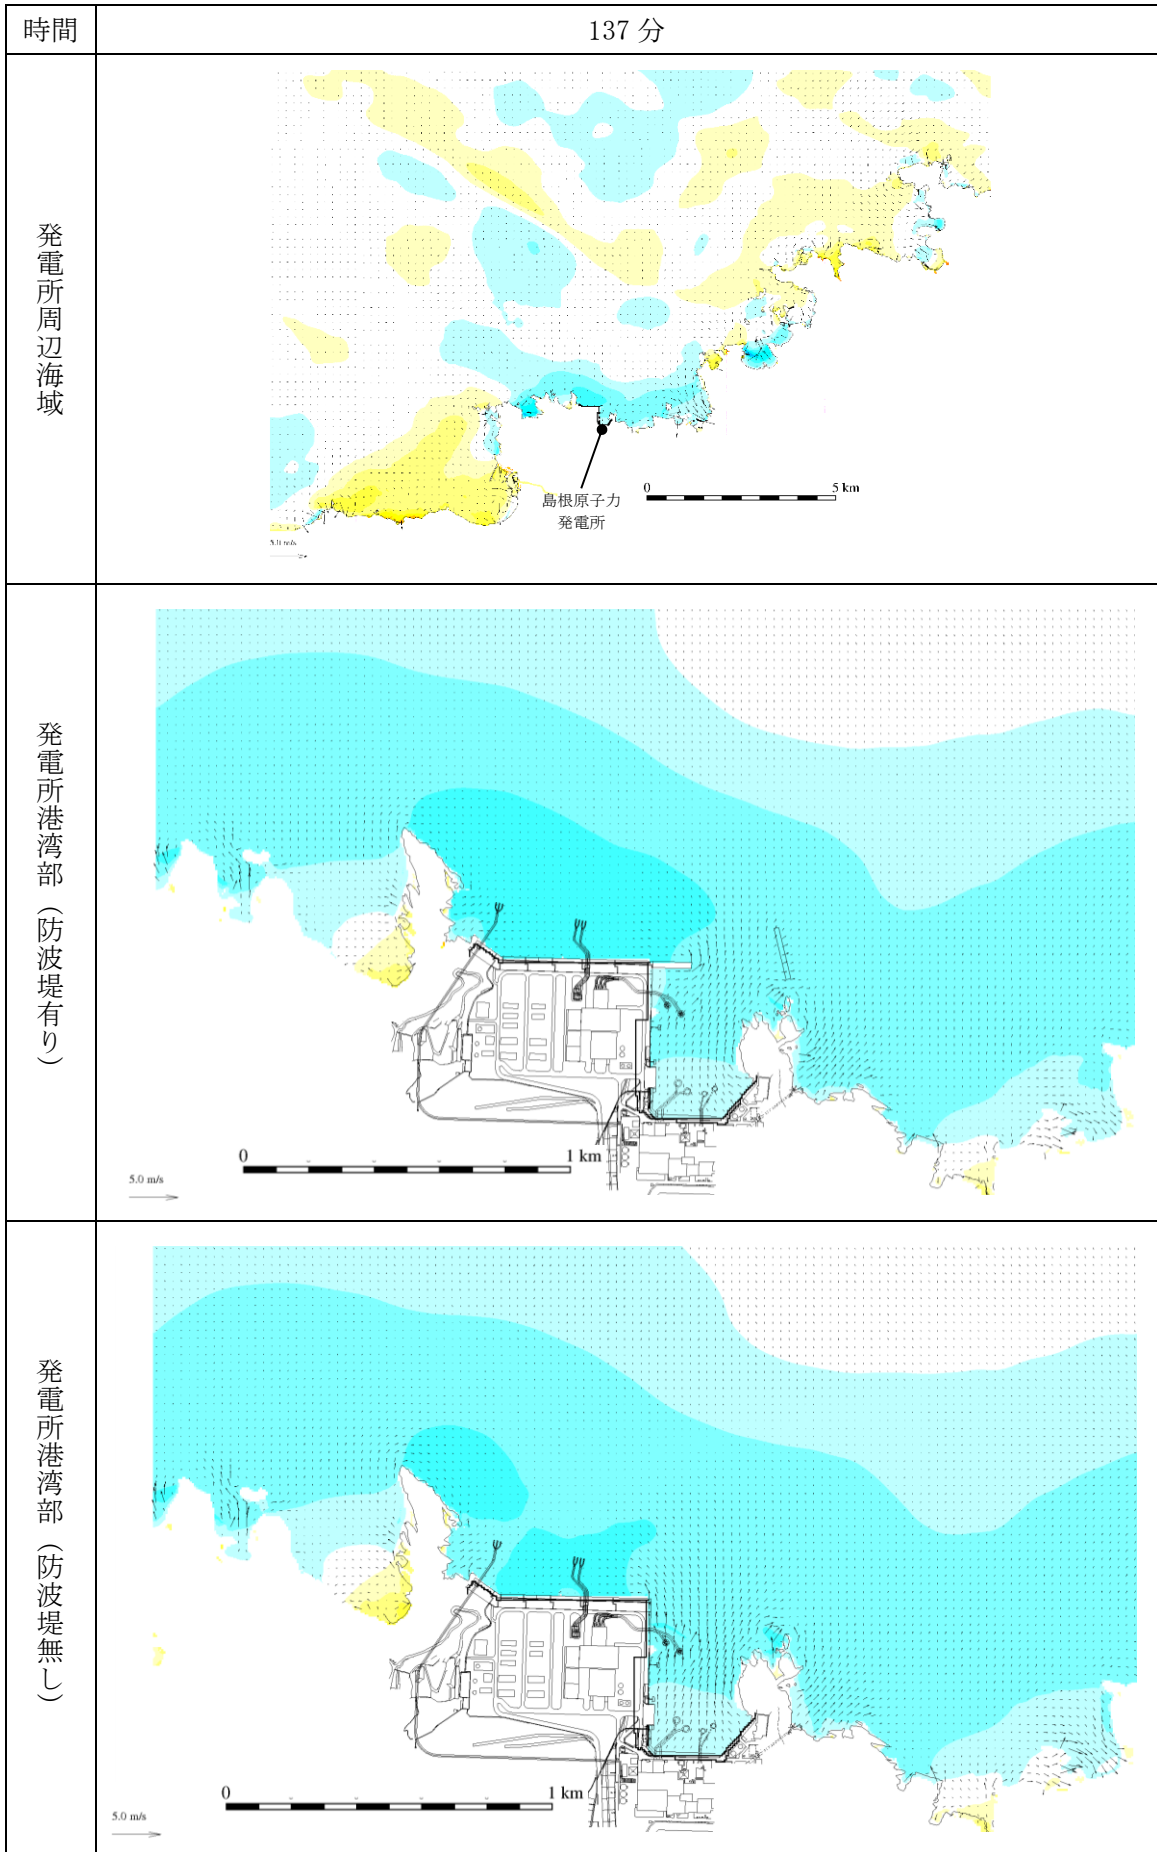 時間
137 分
発電所周辺海域
島根原子力
発電所
0
5 km
5.0 m/s
発電所港湾部（防波堤有り）
0
1 km
5.0 m/s
発電所港湾部（防波堤無し）
0
1 km
5.0 m/s